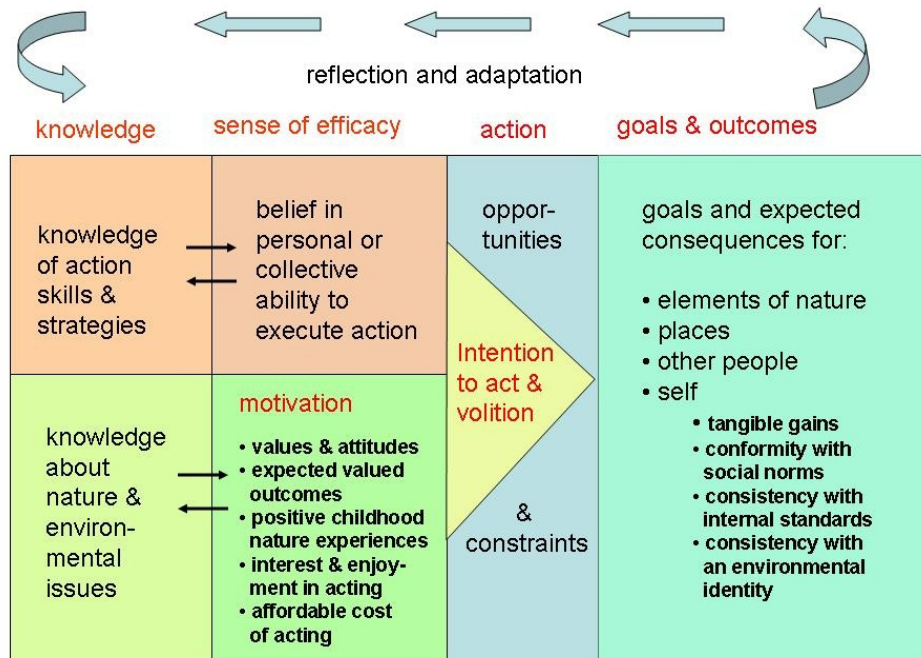 reflection and adaptation
knowledge
sense of efficacy
action
goals & outcomes
knowledge
of action
skills &
strategies
belief in
personal or
collective
ability to
execute action
oppor-
tunities
Intention
to act &
volition
&
constraints
goals and expected
consequences for:
• elements of nature
• places
• other people
• self
• tangible gains
• conformity with
social norms
• consistency with
internal standards
• consistency with
an environmental
identity
knowledge
about
nature &
environ-
mental
issues
motivation
• values & attitudes
• expected valued
outcomes
• positive childhood
nature experiences
• interest & enjoy-
ment in acting
• affordable cost
of acting